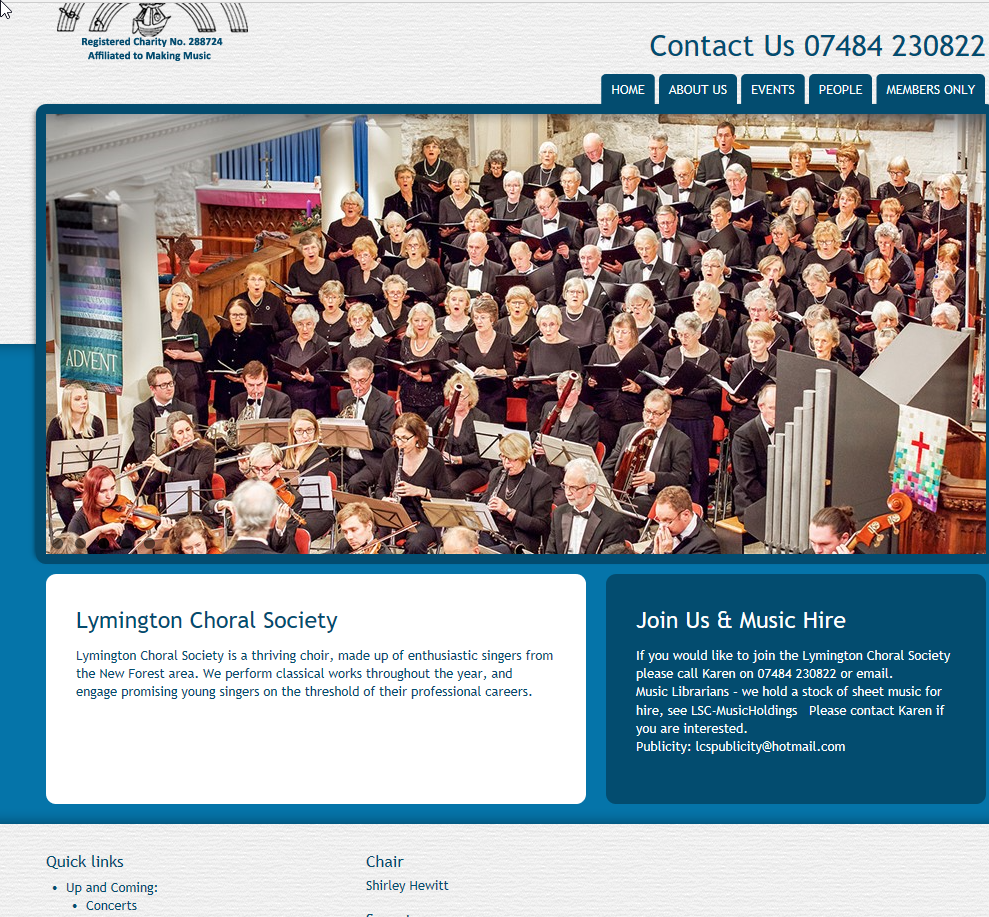 Registered Charity No. 288724
Affiliated to Making Music
Contact Us 07484 230822
HOME
ABOUT US
EVENTS
PEOPLE
MEMBERS ONLY
ADVENT
Lymington Choral Society
Lymington Choral Society is a thriving choir, made up of enthusiastic singers from
the New Forest area. We perform classical works throughout the year, and
engage promising young singers on the threshold of their professional careers.
Join Us & Music Hire
If you would like to join the Lymington Choral Society
please call Karen on 07484 230822 or email.
Music Librarians – we hold a stock of sheet music for
hire, see LSC-MusicHoldings   Please contact Karen if
you are interested.
Publicity: lcspublicity@hotmail.com
Quick links
• Up and Coming:
• Concerts
Chair
Shirley Hewitt